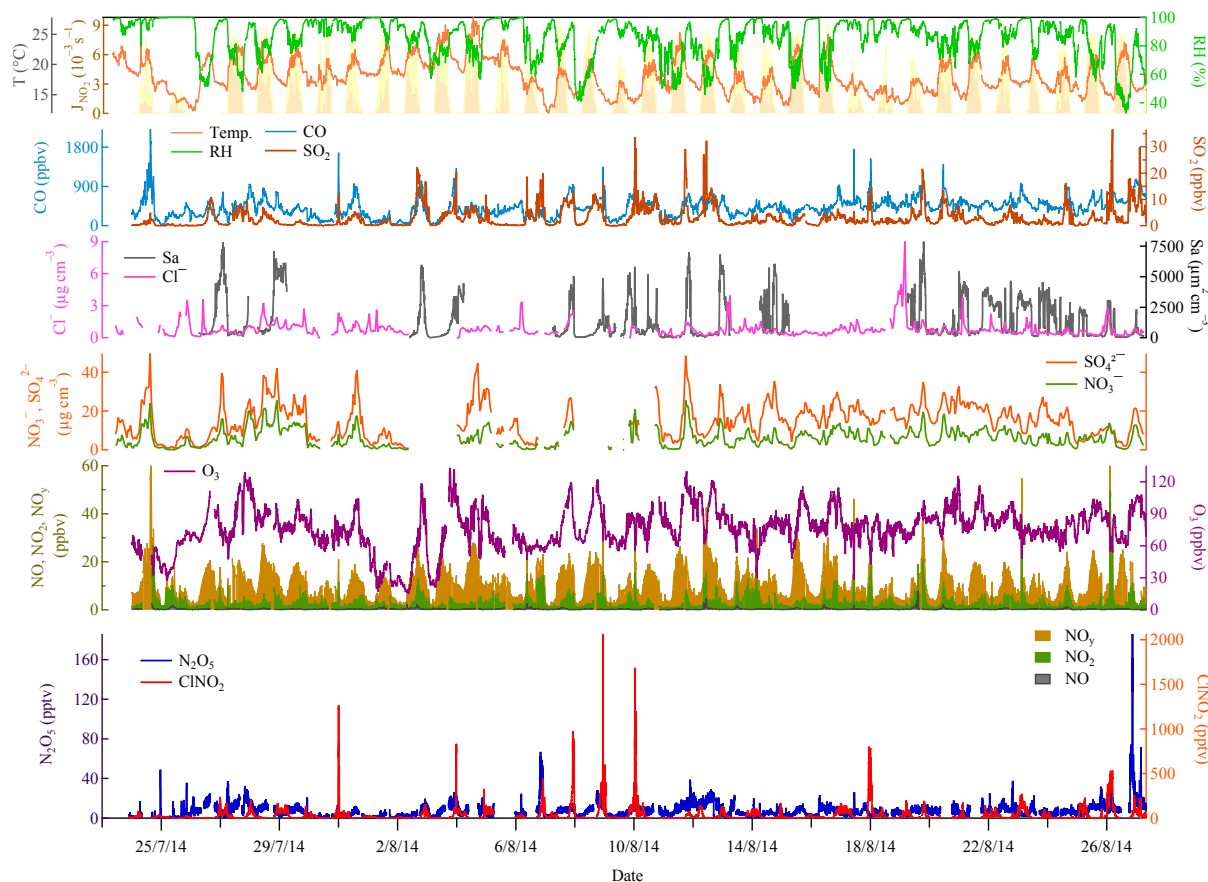 T (°C)
25
20
15
J NO₂ (10⁻³ s⁻¹)
9
6
3
0
100
80
60
40
RH (%)
Temp.
RH
CO
SO₂
CO (ppbv)
1800
900
0
SO₂ (ppbv)
30
20
10
0
Sa
Cl⁻
Cl⁻ (µg cm⁻³)
9
6
3
0
Sa (µm² cm⁻³)
7500
5000
2500
0
SO₄²⁻
NO₃⁻
NO₃⁻, SO₄²⁻
(µg cm⁻³)
40
20
0
O₃
NO, NO₂, NOy
(ppbv)
60
40
20
0
O₃ (ppbv)
120
90
60
30
0
N₂O₅
ClNO₂
NOy
NO₂
NO
N₂O₅ (pptv)
160
120
80
40
0
ClNO₂ (pptv)
2000
1500
1000
500
0
25/7/14 29/7/14 2/8/14 6/8/14 10/8/14 14/8/14 18/8/14 22/8/14 26/8/14
Date